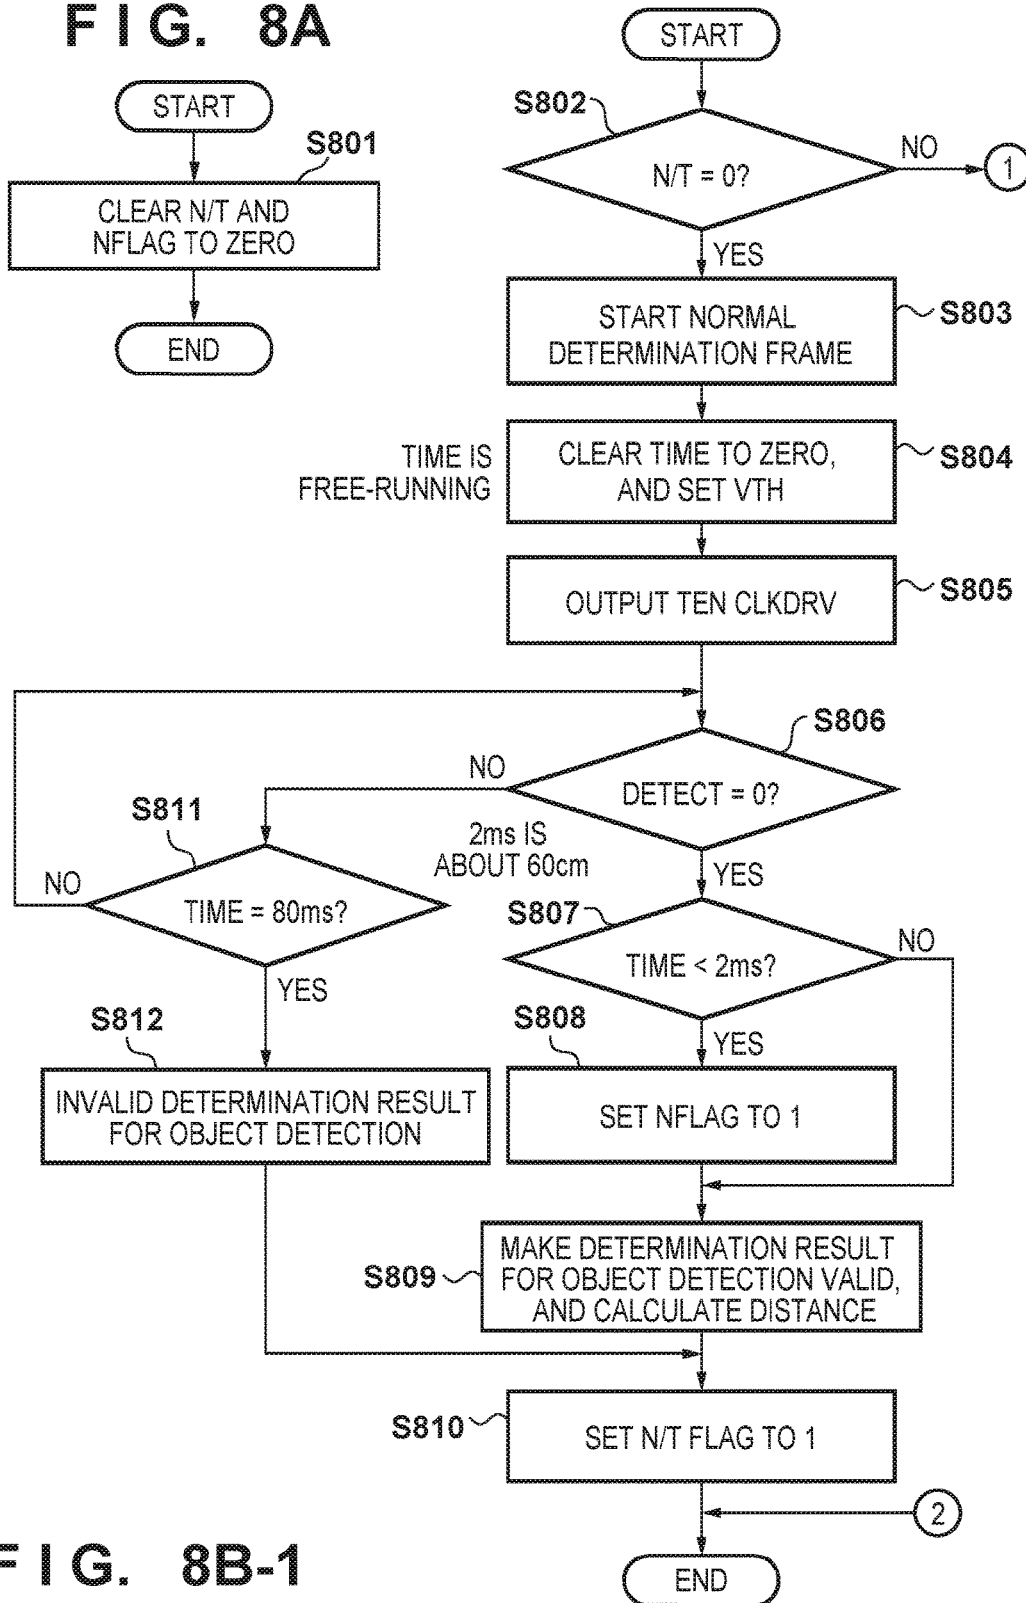 FIG. 8A
START
S801
CLEAR N/T AND
NFLAG TO ZERO
END
START
S802
N/T = 0?
NO
1
YES
START NORMAL
DETERMINATION FRAME
S803
TIME IS
FREE-RUNNING
CLEAR TIME TO ZERO,
AND SET VTH
S804
OUTPUT TEN CLKDRV
S805
S806
DETECT = 0?
NO
YES
2ms IS
ABOUT 60cm
S811
TIME = 80ms?
NO
YES
S807
TIME < 2ms?
NO
YES
S812
INVALID DETERMINATION RESULT
FOR OBJECT DETECTION
S808
SET NFLAG TO 1
S809
MAKE DETERMINATION RESULT
FOR OBJECT DETECTION VALID,
AND CALCULATE DISTANCE
S810
SET N/T FLAG TO 1
2
END
FIG. 8B-1